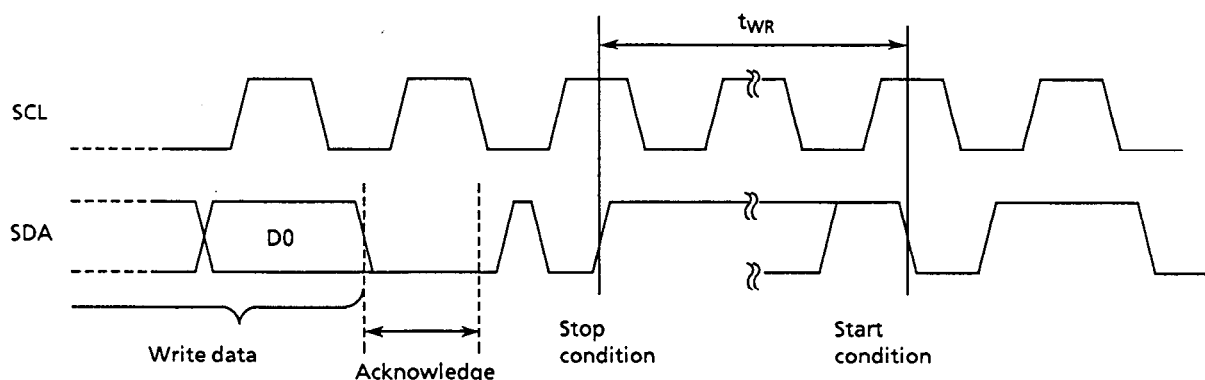 tWR
SCL
SDA
D0
Write data
Acknowledge
Stop
condition
Start
condition